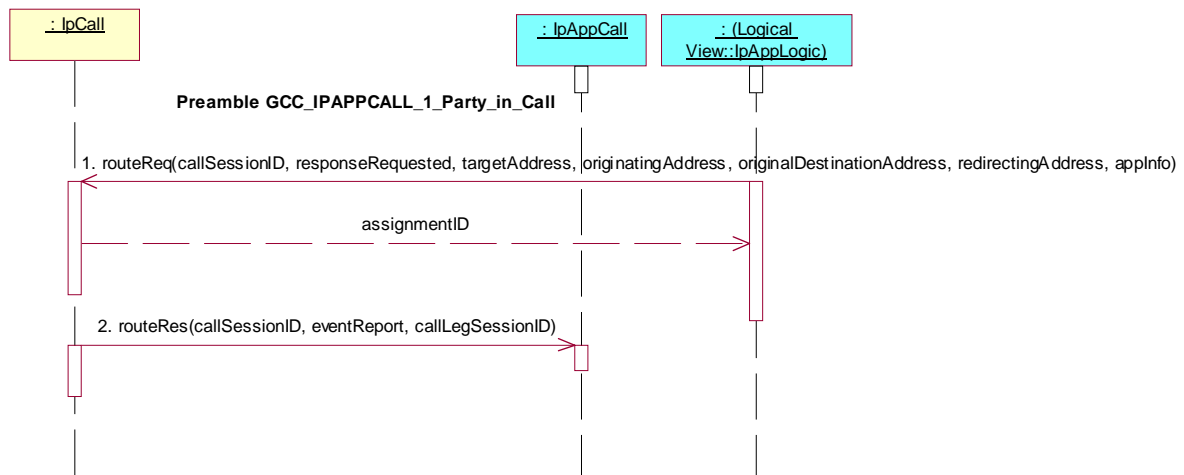 : IpCall
: IpAppCall
: (Logical
View::IpAppLogic)
Preamble GCC_IPAPPCALL_1_Party_in_Call
1. routeReq(callSessionID, responseRequested, targetAddress, originatingAddress, originalDestinationAddress, redirectingAddress, appInfo)
assignmentID
2. routeRes(callSessionID, eventReport, callLegSessionID)